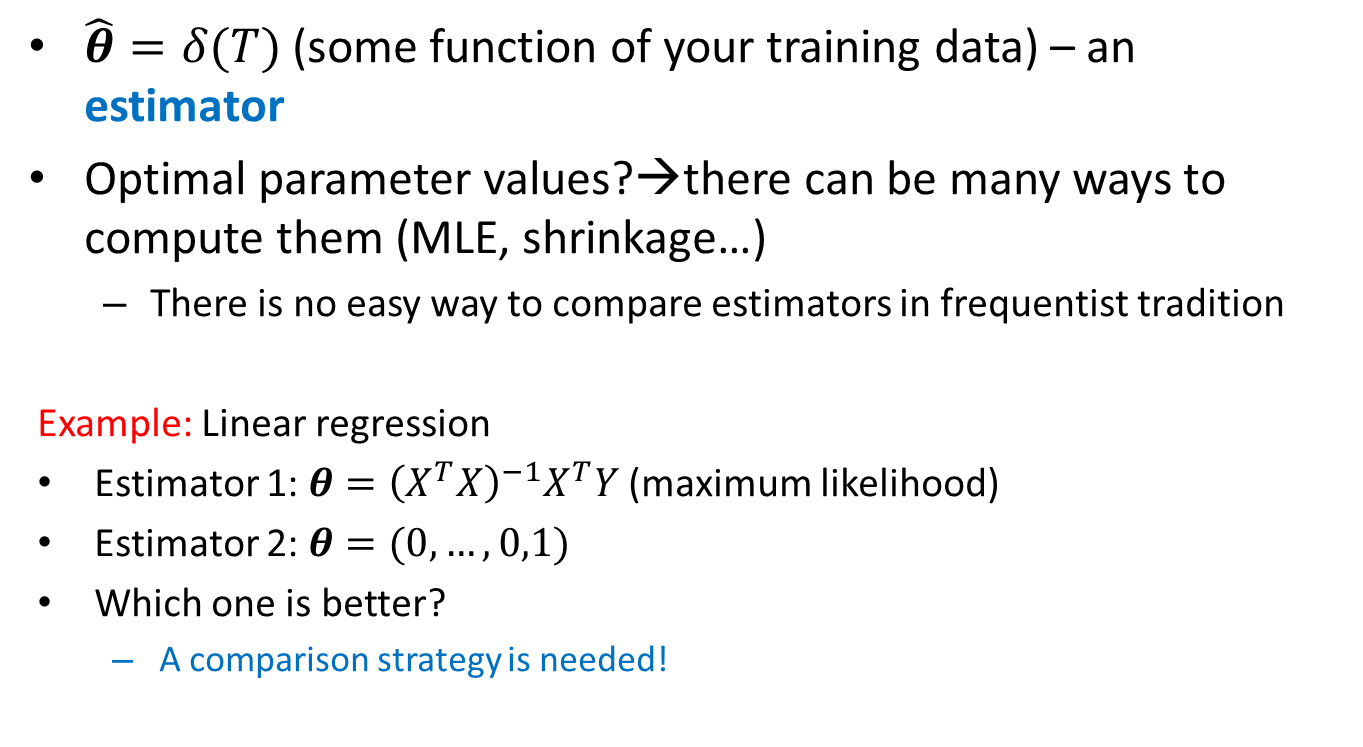 • θ̂ = δ(T) (some function of your training data) – an
estimator
• Optimal parameter values?→there can be many ways to
compute them (MLE, shrinkage…)
– There is no easy way to compare estimators in frequentist tradition
Example: Linear regression
• Estimator 1: θ = (XᵀX)⁻¹XᵀY (maximum likelihood)
• Estimator 2: θ = (0, … , 0,1)
• Which one is better?
– A comparison strategy is needed!